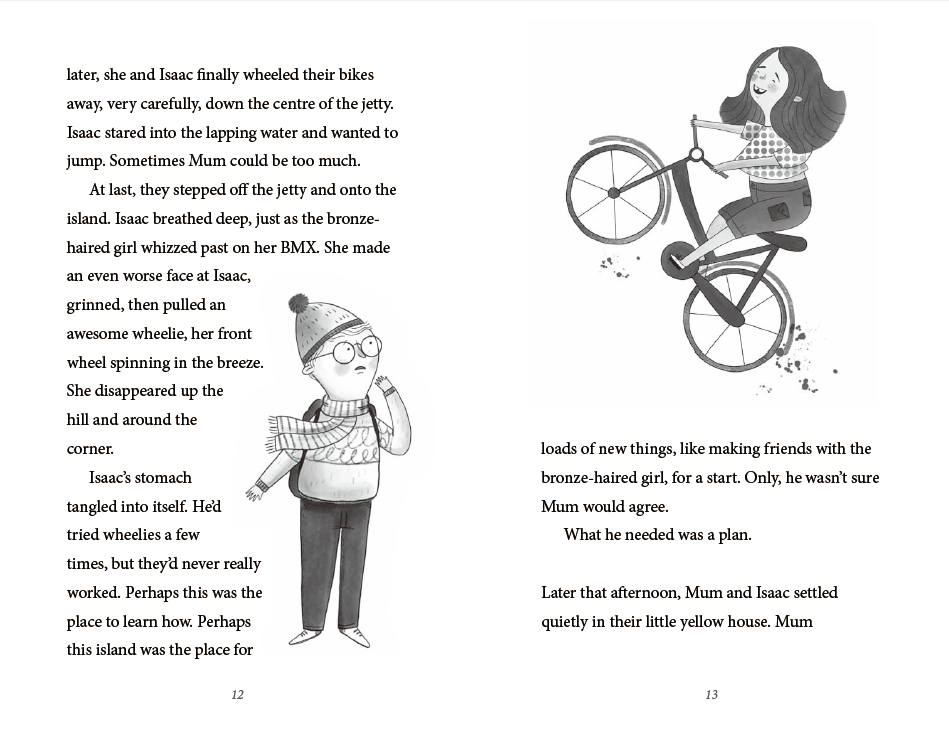 later, she and Isaac finally wheeled their bikes
away, very carefully, down the centre of the jetty.
Isaac stared into the lapping water and wanted to
jump. Sometimes Mum could be too much.
At last, they stepped off the jetty and onto the
island. Isaac breathed deep, just as the bronze-
haired girl whizzed past on her BMX. She made
an even worse face at Isaac,
grinned, then pulled an
awesome wheelie, her front
wheel spinning in the breeze.
She disappeared up the
hill and around the
corner.
Isaac’s stomach
tangled into itself. He’d
tried wheelies a few
times, but they’d never really
worked. Perhaps this was the
place to learn how. Perhaps
this island was the place for
12
loads of new things, like making friends with the
bronze-haired girl, for a start. Only, he wasn’t sure
Mum would agree.
What he needed was a plan.
Later that afternoon, Mum and Isaac settled
quietly in their little yellow house. Mum
13